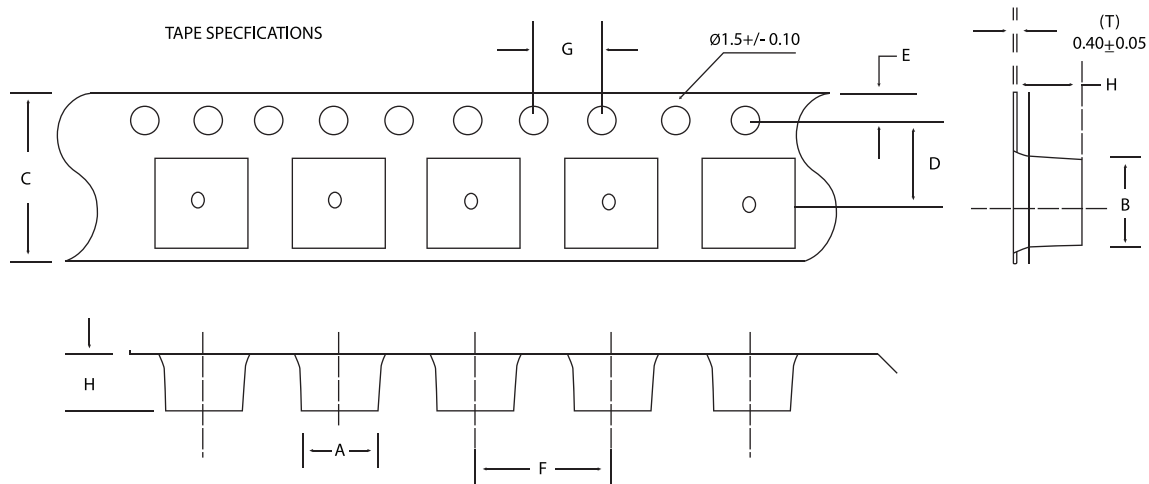 TAPE SPECFICATIONS
G
Ø1.5+/- 0.10
E
(T)
0.40±0.05
H
C
D
B
H
A
F